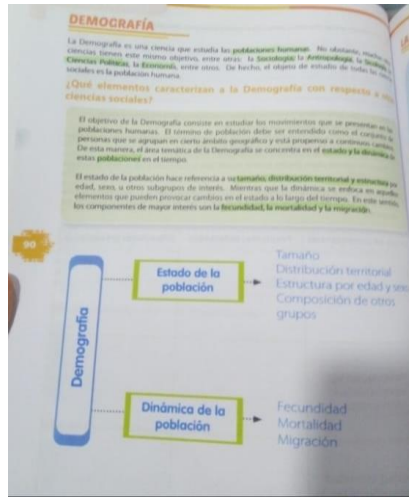 DEMOGRAFÍA
La Demografía es una ciencia que estudia las poblaciones humanas. No obstante, muchas
ciencias tienen este mismo objetivo, entre otras: la Sociología, la Antropología, la
Ciencias Políticas, la Economía, entre otros. De hecho, el objeto de estudio de todas las
sociales es la población humana.
¿Qué elementos caracterizan a la Demografía con respecto a
ciencias sociales?
El objetivo de la Demografía consiste en estudiar los movimientos que se presentan en las
poblaciones humanas. El término de población debe ser entendido como el conjunto de
personas que se agrupan en cierto ámbito geográfico y está propenso a continuos cambios.
De esta manera, el área temática de la Demografía se concentra en el estado y la dinámica de
estas poblaciones en el tiempo.
El estado de la población hace referencia a su tamaño, distribución territorial y estructura por
edad, sexo, u otros subgrupos de interés. Mientras que la dinámica se enfoca en aquellos
elementos que pueden provocar cambios en el estado a lo largo del tiempo. En este sentido,
los componentes de mayor interés son la fecundidad, la mortalidad y la migración.
90
Demografía
Estado de la
población
Tamaño
Distribución territorial
Estructura por edad y sexo
Composición de otros
grupos
Dinámica de la
población
Fecundidad
Mortalidad
Migración